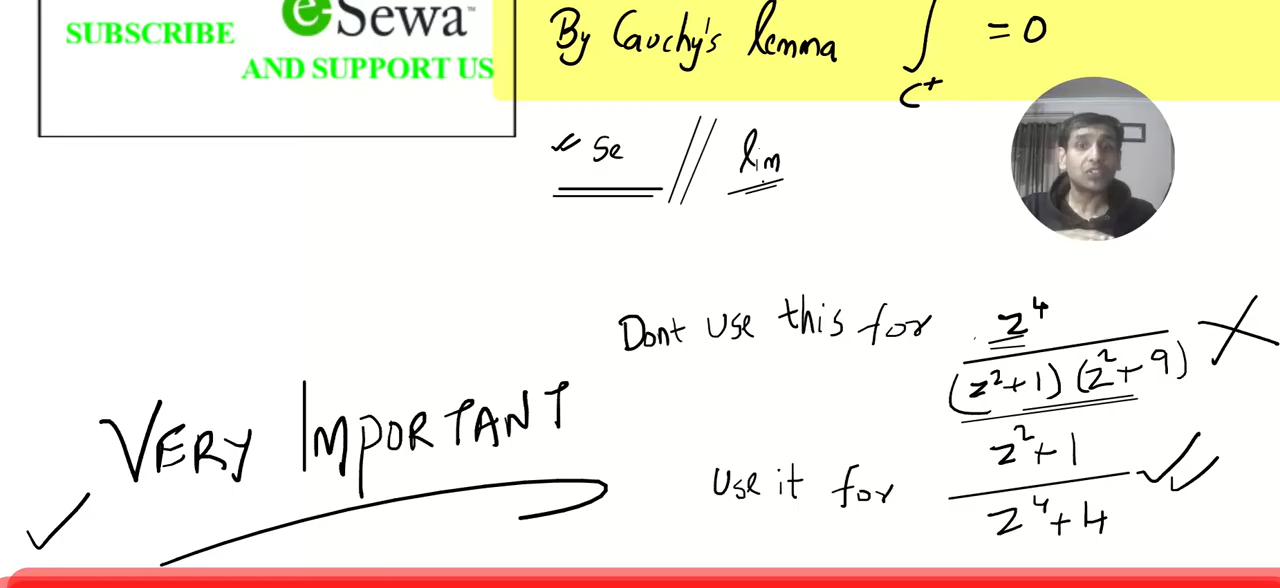 SUBSCRIBE
e-Sewa™
AND SUPPORT US
By Cauchy's lemma ∫ = 0
C⁺
Se // lim
Dont use this for z⁴
(z²+1) (z²+9)
VERY IMPORTANT
z²+1
Use it for
z⁴+4